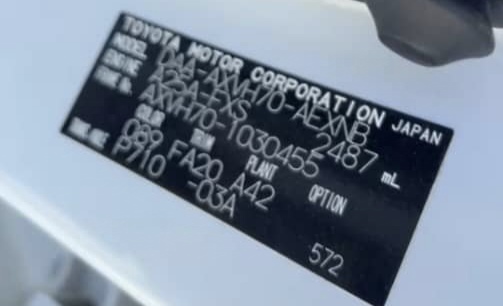 TOYOTA MOTOR CORPORATION JAPAN
MODEL DAA-AXVH70-AEXNB
ENGINE A25A-FXS 2487 mL
FRAME No. AXVH70-1030455
COLOR TRIM PLANT OPTION
089 FA20 A42
TRANS./AXLE P710 -03A
572